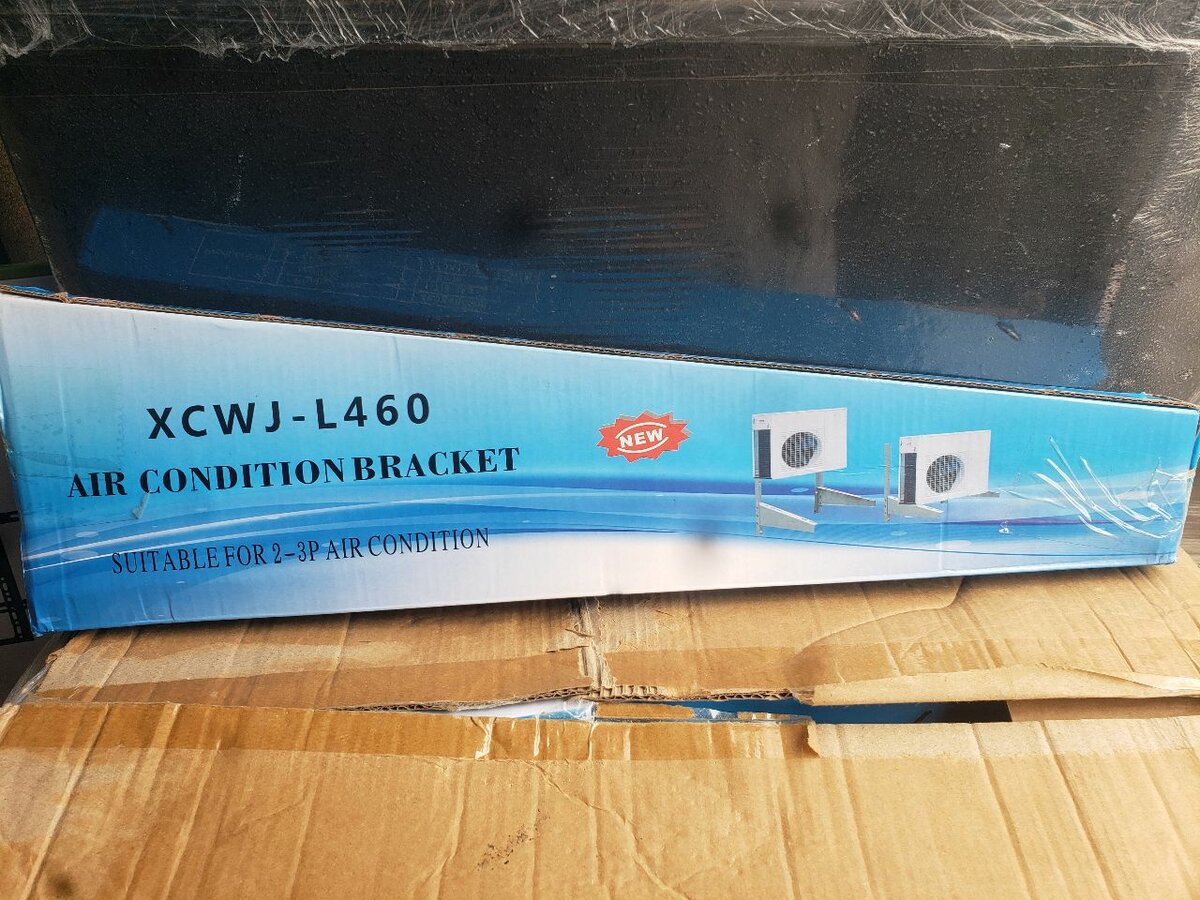 XCWJ-L460
AIR CONDITION BRACKET
SUITABLE FOR 2-3P AIR CONDITION
NEW